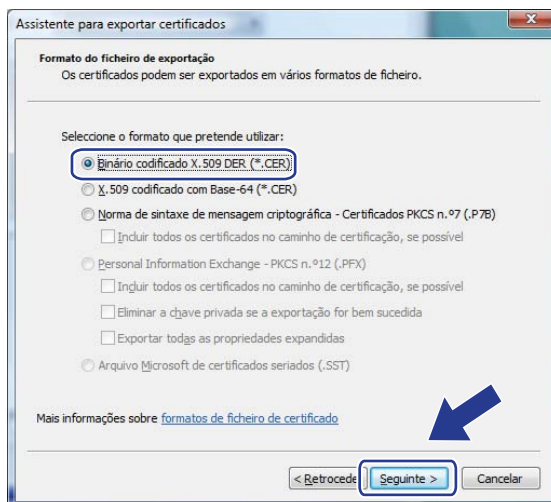 Assistente para exportar certificados
Formato do ficheiro de exportação
Os certificados podem ser exportados em vários formatos de ficheiro.
Seleccione o formato que pretende utilizar:
Binário codificado X.509 DER (*.CER)
X.509 codificado com Base-64 (*.CER)
Norma de sintaxe de mensagem criptográfica - Certificados PKCS n.º7 (.P7B)
Incluir todos os certificados no caminho de certificação, se possível
Personal Information Exchange - PKCS n.º12 (.PFX)
Incluir todos os certificados no caminho de certificação, se possível
Eliminar a chave privada se a exportação for bem sucedida
Exportar todas as propriedades expandidas
Arquivo Microsoft de certificados seriados (.SST)
Mais informações sobre formatos de ficheiro de certificado
< Retrocede Seguinte > Cancelar